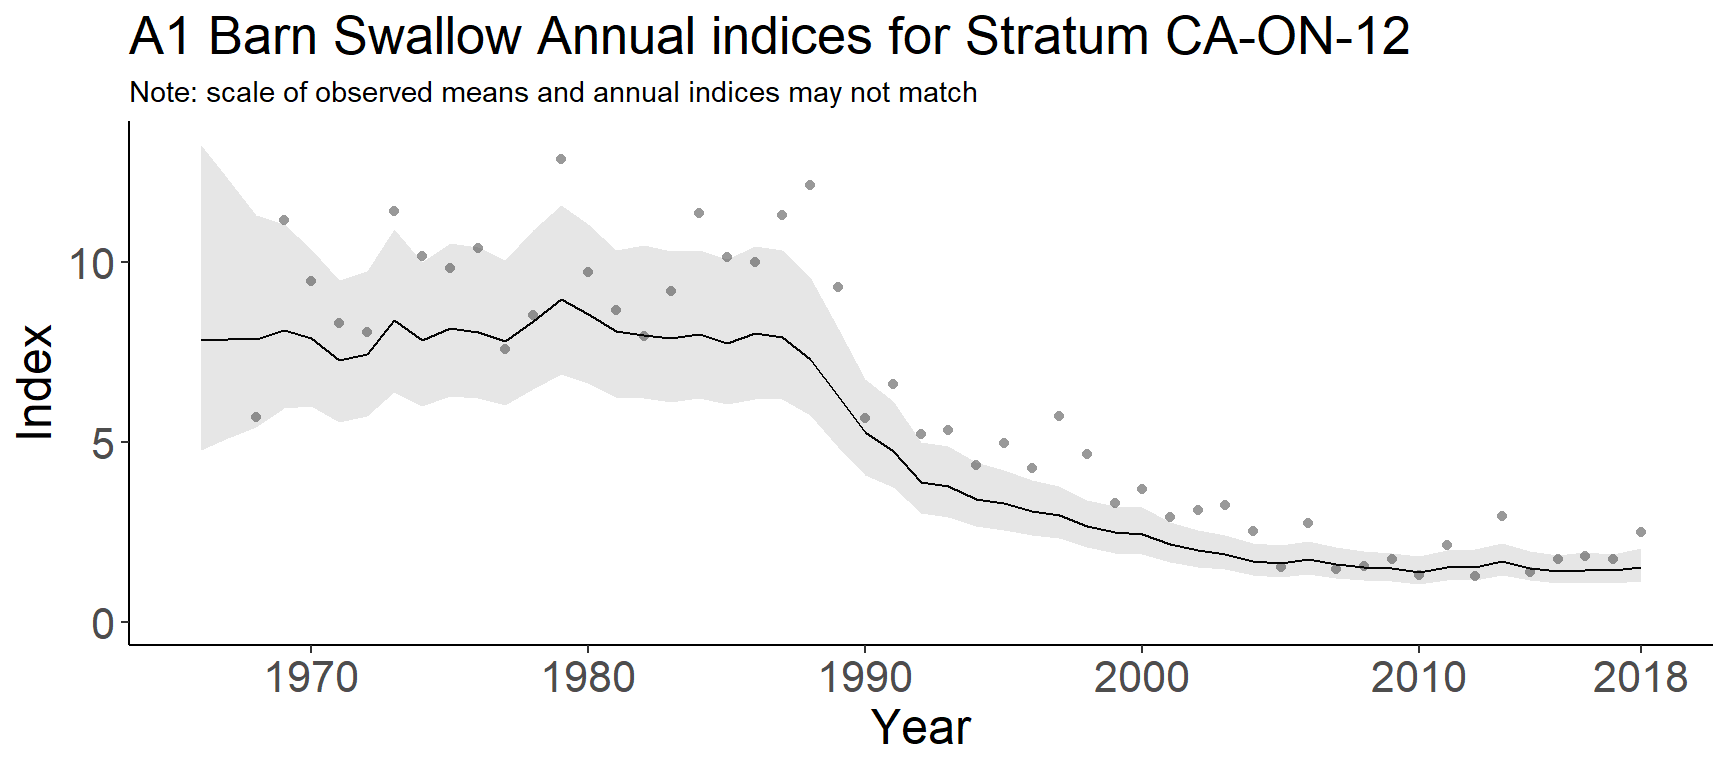 A1 Barn Swallow Annual indices for Stratum CA-ON-12
Note: scale of observed means and annual indices may not match
Index
10
5
0
1970 1980 1990 2000 2010 2018
Year